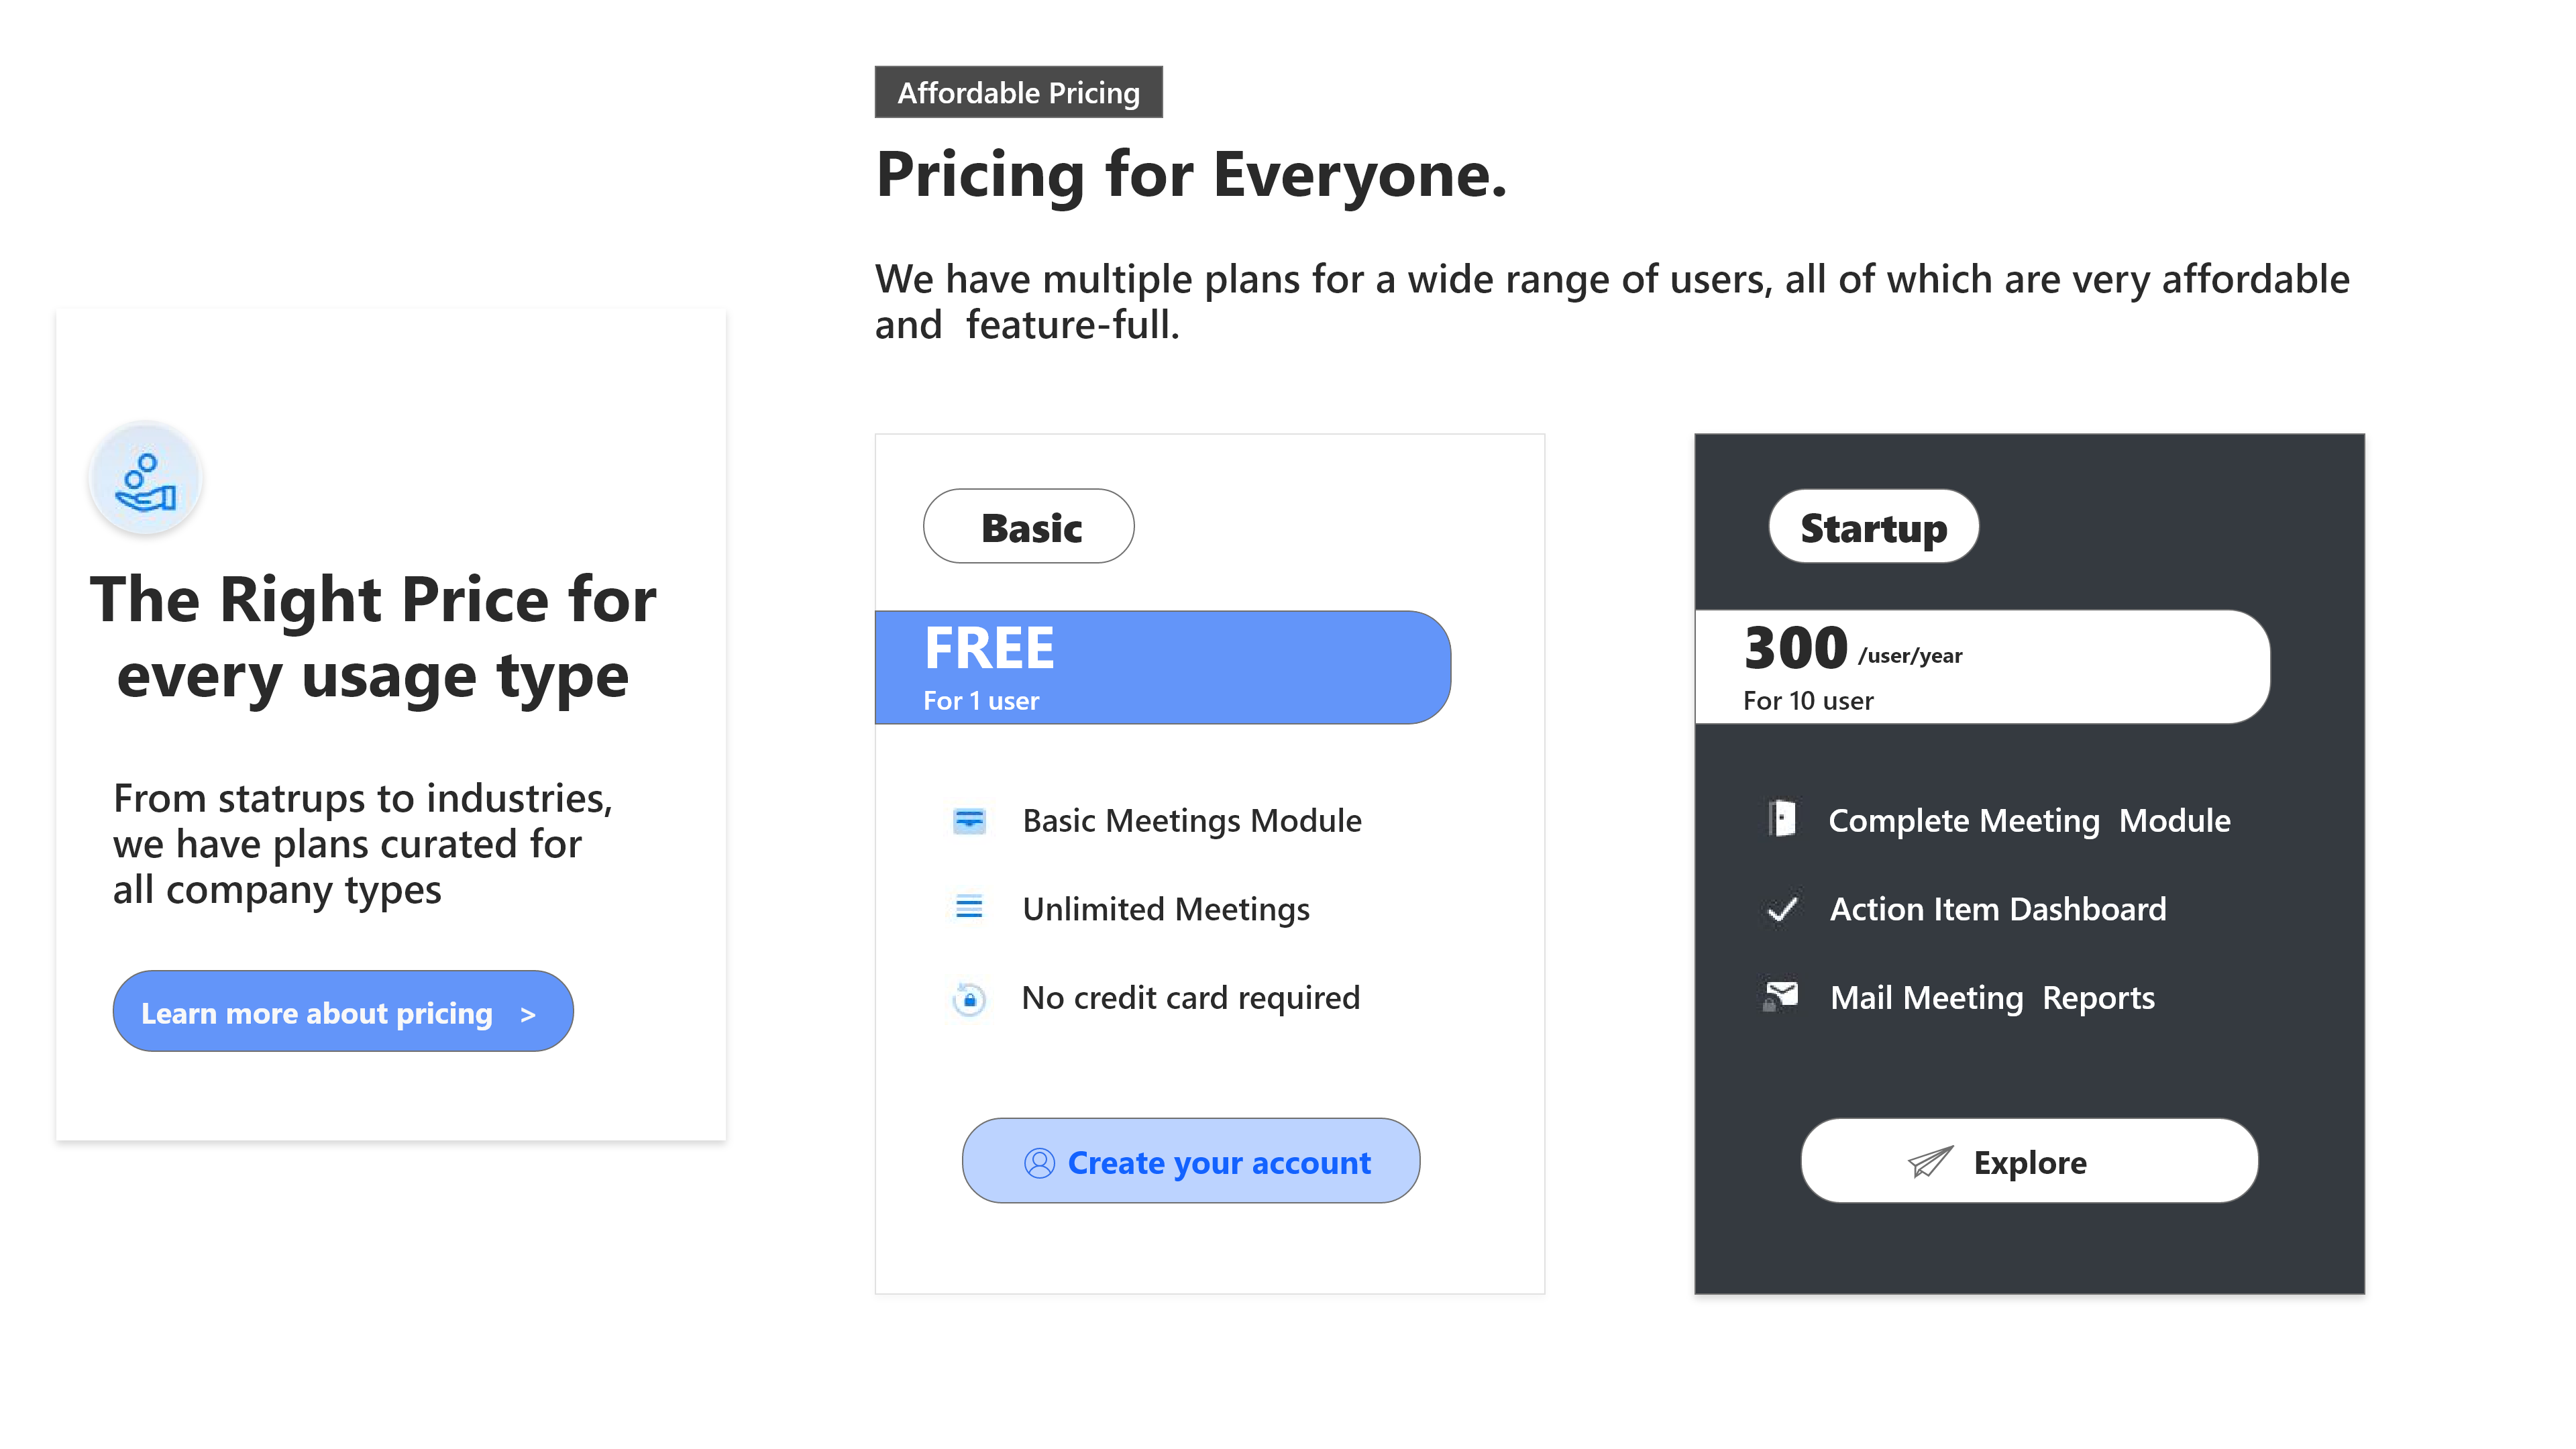 Affordable Pricing
Pricing for Everyone.
We have multiple plans for a wide range of users, all of which are very affordable
and  feature-full.
The Right Price for
every usage type
From statrups to industries,
we have plans curated for
all company types
Learn more about pricing >
Basic
FREE
For 1 user
Basic Meetings Module
Unlimited Meetings
No credit card required
Create your account
Startup
300 /user/year
For 10 user
Complete Meeting  Module
Action Item Dashboard
Mail Meeting  Reports
Explore